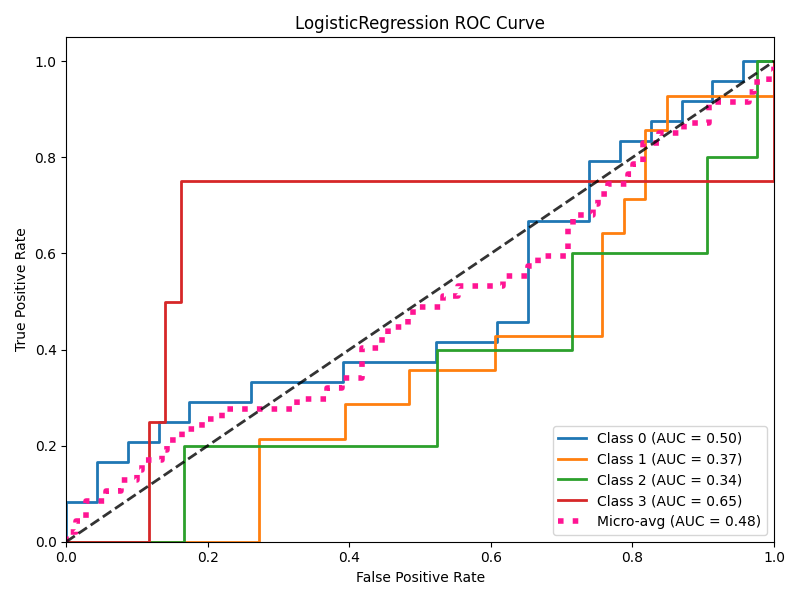 LogisticRegression ROC Curve
True Positive Rate
1.0
0.8
0.6
0.4
0.2
0.0
0.0 0.2 0.4 0.6 0.8 1.0
False Positive Rate
Class 0 (AUC = 0.50)
Class 1 (AUC = 0.37)
Class 2 (AUC = 0.34)
Class 3 (AUC = 0.65)
Micro-avg (AUC = 0.48)